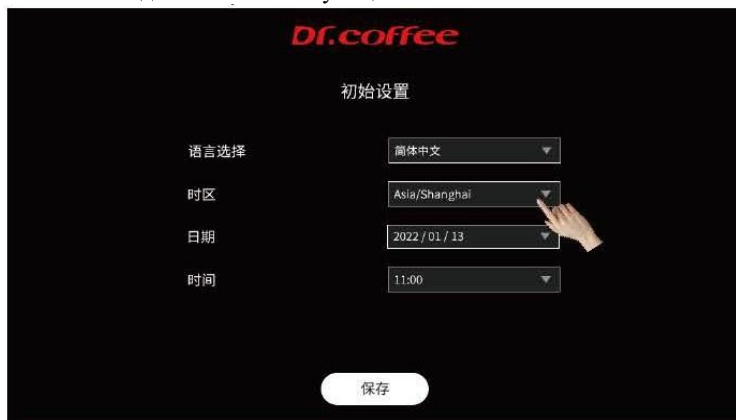 Dr.coffee
初始设置
语言选择 简体中文
时区 Asia/Shanghai
日期 2022 / 01 / 13
时间 11:00
保存